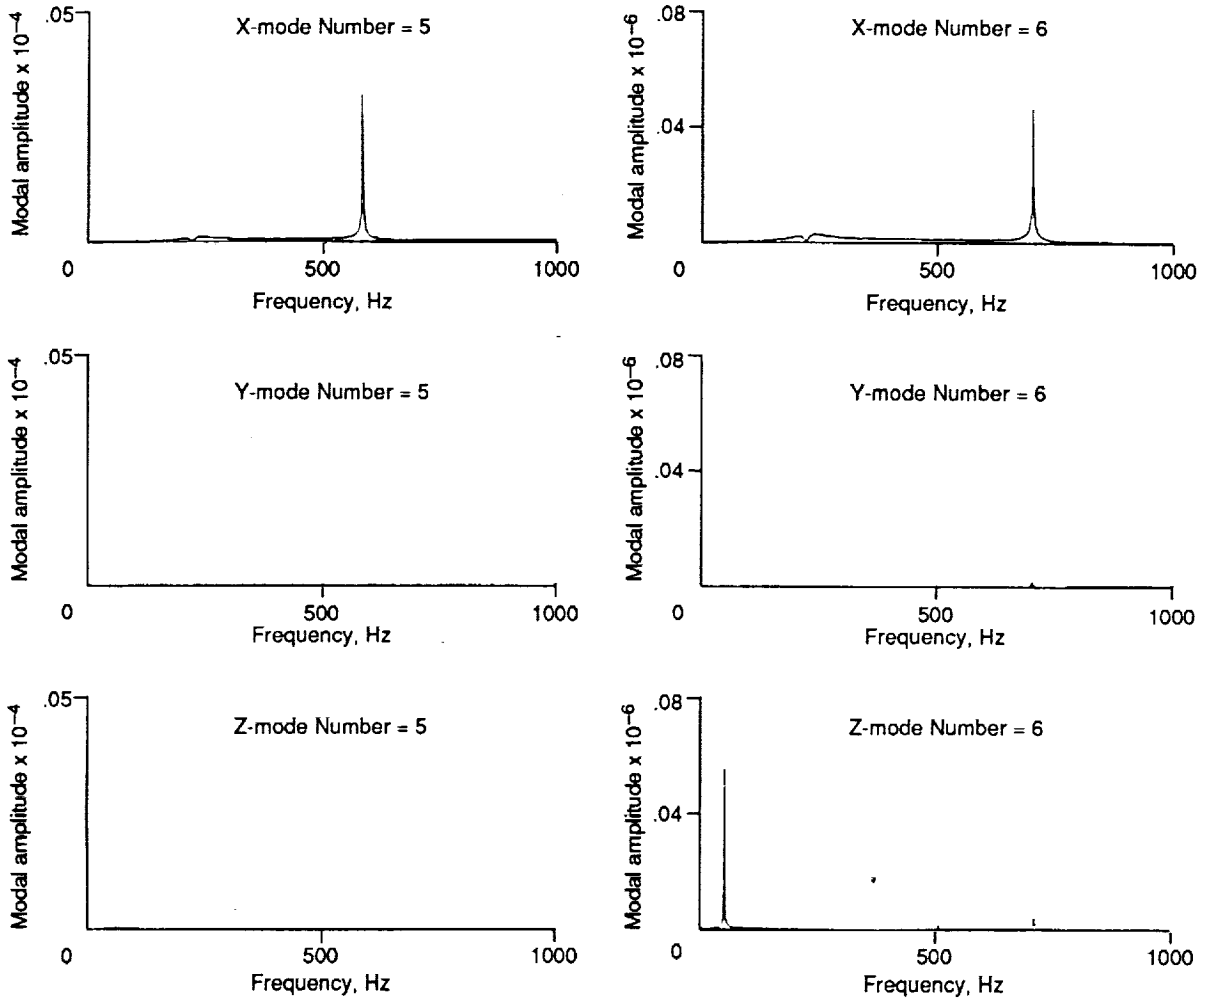 .05
Modal amplitude x 10⁻⁴
X-mode Number = 5
0
500
1000
Frequency, Hz
.08
.04
Modal amplitude x 10⁻⁶
X-mode Number = 6
0
500
1000
Frequency, Hz
.05
Modal amplitude x 10⁻⁴
Y-mode Number = 5
0
500
1000
Frequency, Hz
.08
.04
Modal amplitude x 10⁻⁶
Y-mode Number = 6
0
500
1000
Frequency, Hz
.05
Modal amplitude x 10⁻⁴
Z-mode Number = 5
0
500
1000
Frequency, Hz
.08
.04
Modal amplitude x 10⁻⁶
Z-mode Number = 6
0
500
1000
Frequency, Hz